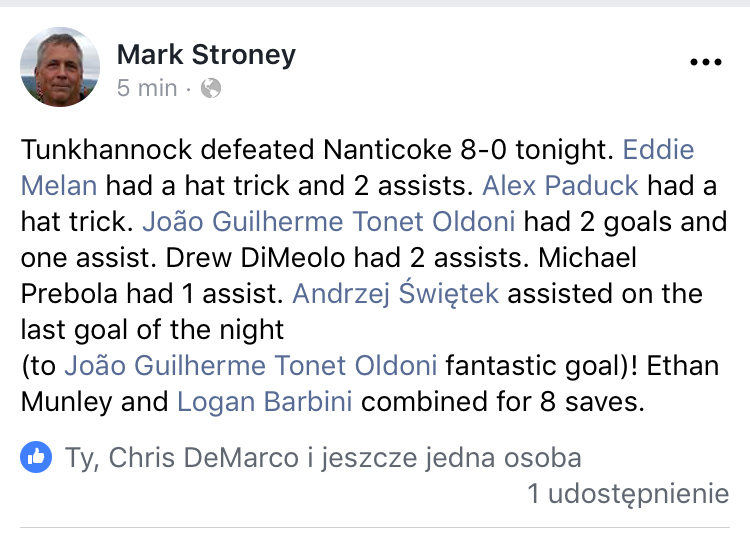 Mark Stroney
5 min ·
Tunkhannock defeated Nanticoke 8-0 tonight. Eddie
Melan had a hat trick and 2 assists. Alex Paduck had a
hat trick. João Guilherme Tonet Oldoni had 2 goals and
one assist. Drew DiMeolo had 2 assists. Michael
Prebola had 1 assist. Andrzej Świętek assisted on the
last goal of the night
(to João Guilherme Tonet Oldoni fantastic goal)! Ethan
Munley and Logan Barbini combined for 8 saves.
Ty, Chris DeMarco i jeszcze jedna osoba
1 udostępnienie